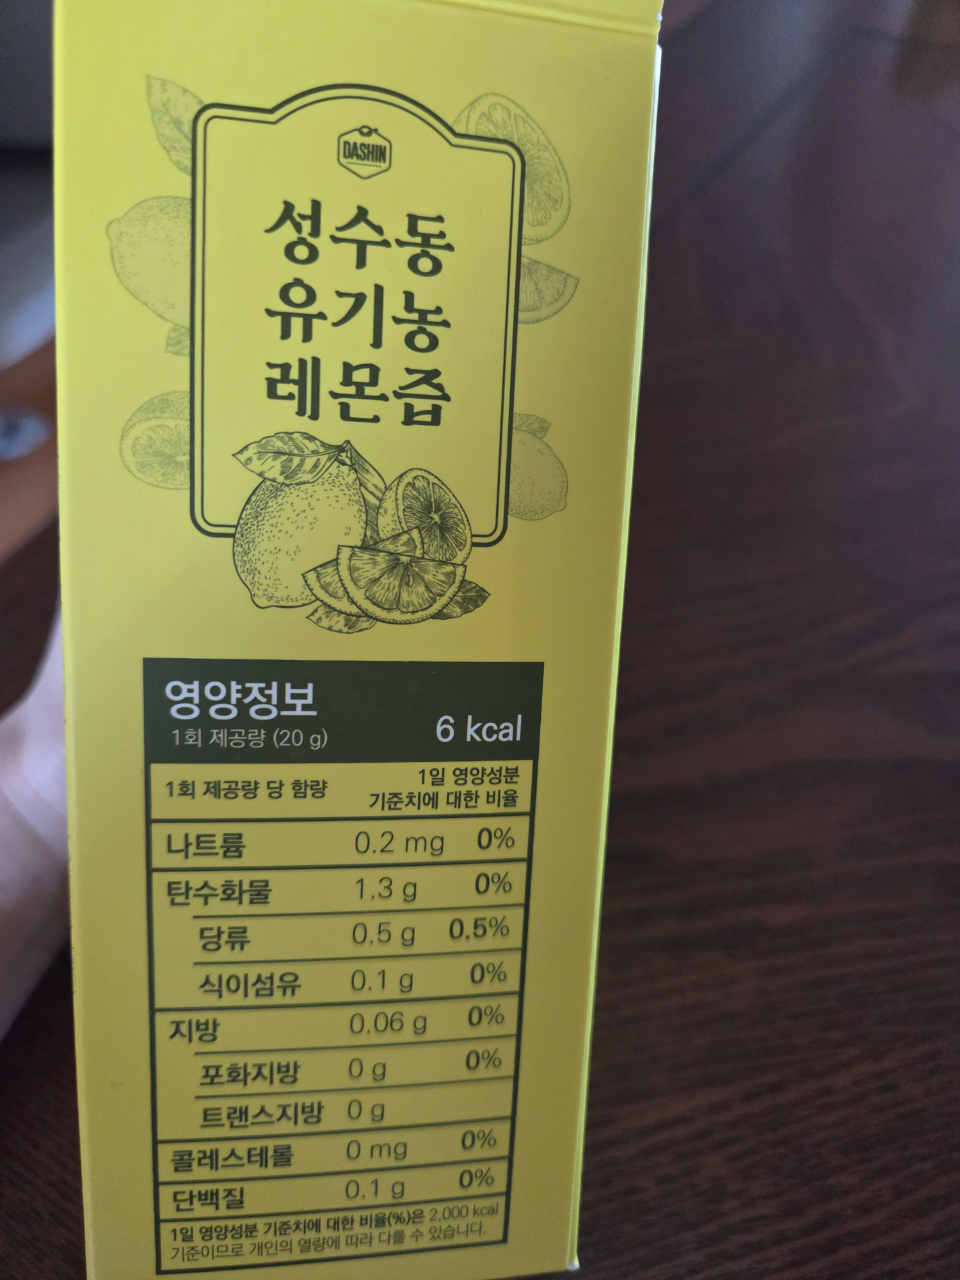 DASHIN
성수동
유기농
레몬즙
영양정보
1회 제공량 (20 g)
6 kcal
1회 제공량 당 함량
1일 영양성분
기준치에 대한 비율
나트륨 0.2 mg 0%
탄수화물 1.3 g 0%
당류 0.5 g 0.5%
식이섬유 0.1 g 0%
지방 0.06 g 0%
포화지방 0 g 0%
트랜스지방 0 g
콜레스테롤 0 mg 0%
단백질 0.1 g 0%
1일 영양성분 기준치에 대한 비율(%)은 2,000 kcal
기준이므로 개인의 열량에 따라 다를 수 있습니다.